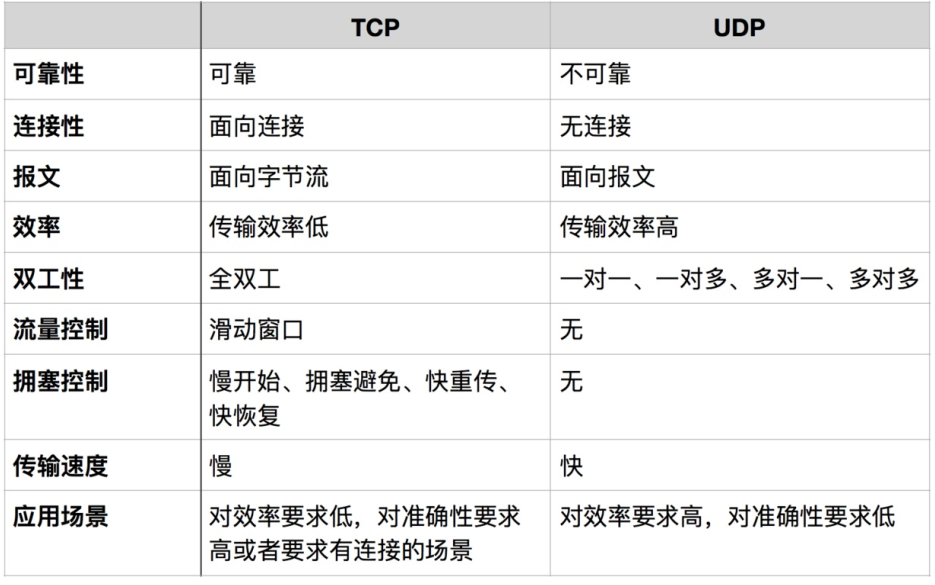 TCP UDP
可靠性 可靠 不可靠
连接性 面向连接 无连接
报文 面向字节流 面向报文
效率 传输效率低 传输效率高
双工性 全双工 一对一、一对多、多对一、多对多
流量控制 滑动窗口 无
拥塞控制 慢开始、拥塞避免、快重传、 无
快恢复
传输速度 慢 快
应用场景 对效率要求低，对准确性要求 对效率要求高，对准确性要求低
高或者要求有连接的场景